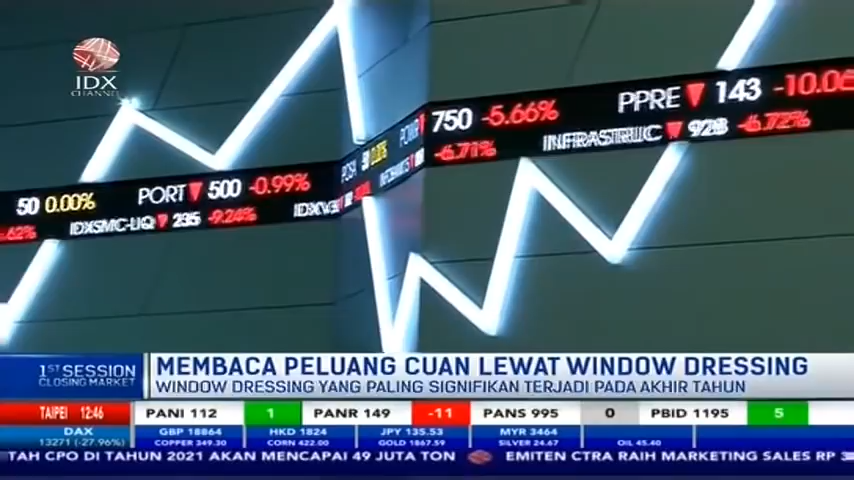 IDX
CHANNEL
750 -5.66% PPRE ▼ 143 -10.06%
-6.71% INFRASTRUC ▼ 928 -6.72%
50 0.00% PORT ▼ 500 -0.99%
IDXSMC-LIQ ▼ 235 -9.24%
1ST SESSION
CLOSING MARKET
MEMBACA PELUANG CUAN LEWAT WINDOW DRESSING
WINDOW DRESSING YANG PALING SIGNIFIKAN TERJADI PADA AKHIR TAHUN
TAIPEI 12:46 PANI 112 1 PANR 149 -11 PANS 995 0 PBID 1195 5
DAX GBP 18864 HKD 1824 JPY 135.53 MYR 3464
13271 (-27.96%) COPPER 349.30 CORN 422.00 GOLD 1867.59 SILVER 24.67 OIL 45.40
TAH CPO DI TAHUN 2021 AKAN MENCAPAI 49 JUTA TON EMITEN CTRA RAIH MARKETING SALES RP